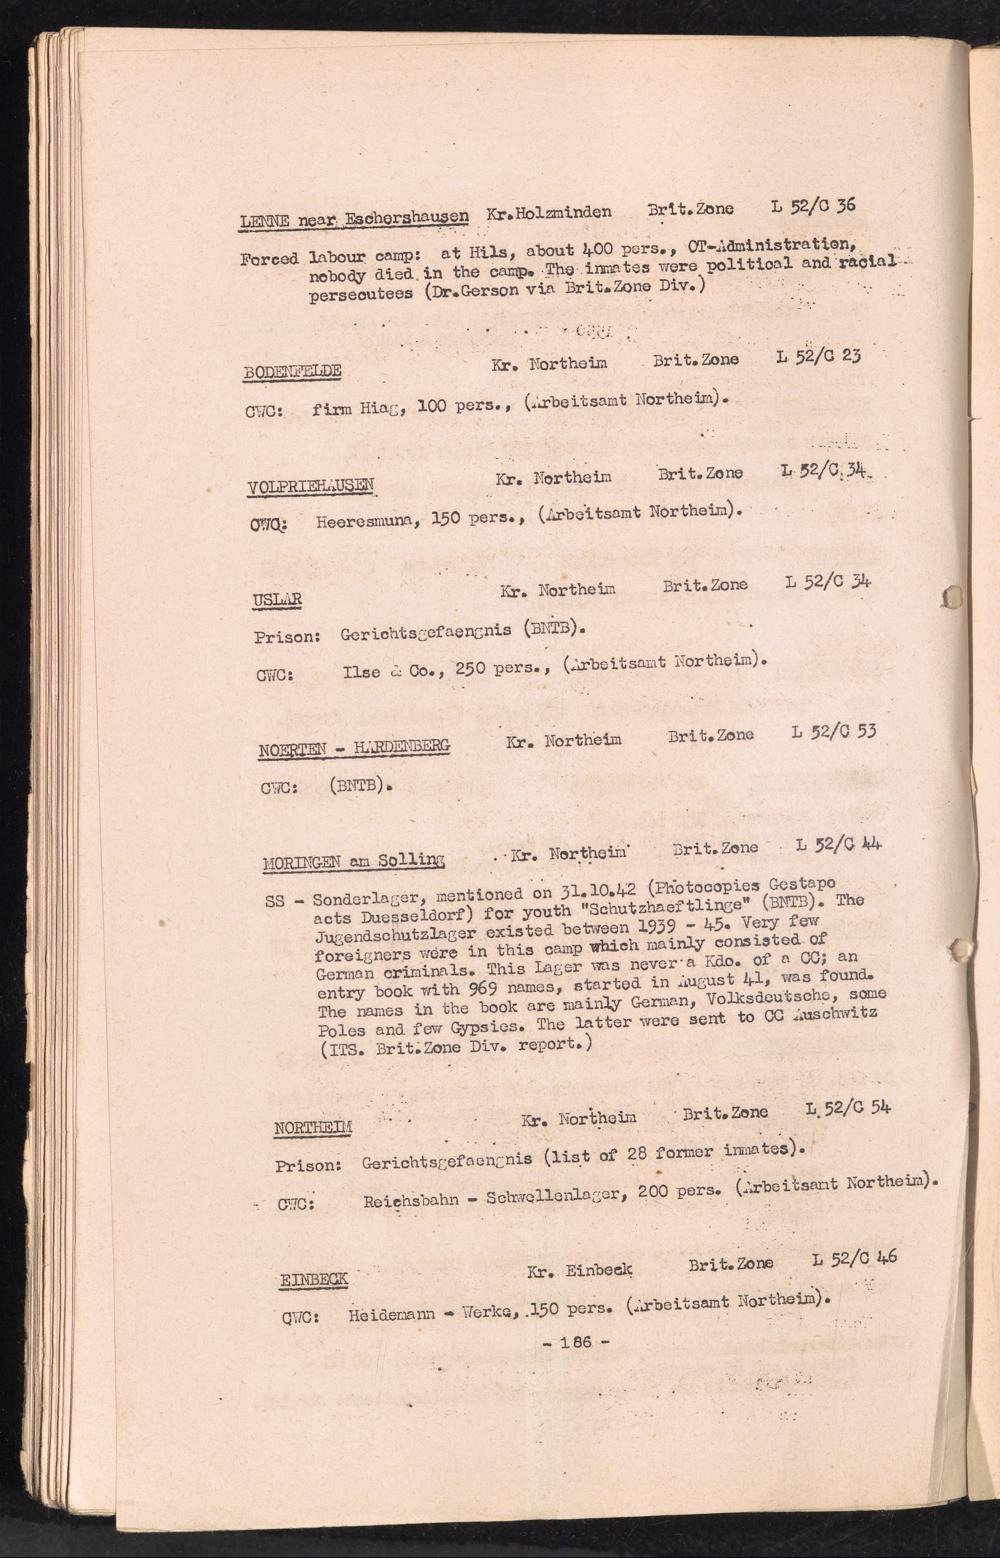 LENNE near Eschershausen Kr.Holzminden Brit.Zone L 52/C 36
Forced labour camp: at Hils, about 400 pers., OT-Administration,
nobody died in the camp. The inmates were political and racial
persecutees (Dr.Gerson via Brit.Zone Div.)
BODENFELDE Kr. Northeim Brit.Zone L 52/C 23
CWC: firm Hiag, 100 pers., (Arbeitsamt Northeim).
VOLPRIEHAUSEN Kr. Northeim Brit.Zone L 52/C 34
CWC: Heeresmuna, 150 pers., (Arbeitsamt Northeim).
USLAR Kr. Northeim Brit.Zone L 52/C 34
Prison: Gerichtsgefaengnis (BNTB).
CWC: Ilse & Co., 250 pers., (Arbeitsamt Northeim).
NOERTEN - HARDENBERG Kr. Northeim Brit.Zone L 52/C 53
CWC: (BNTB).
MORINGEN am Solling Kr. Northeim Brit.Zone L 52/C 44
SS - Sonderlager, mentioned on 31.10.42 (Photocopies Gestapo
acts Duesseldorf) for youth "Schutzhaeftlinge" (BNTB). The
Jugendschutzlager existed between 1939 - 45. Very few
foreigners were in this camp which mainly consisted of
German criminals. This Lager was never a Kdo. of a CC; an
entry book with 969 names, started in August 41, was found.
The names in the book are mainly German, Volksdeutsche, some
Poles and few Gypsies. The latter were sent to CC Auschwitz
(ITS. Brit.Zone Div. report.)
NORTHEIM Kr. Northeim Brit.Zone L 52/C 54
Prison: Gerichtsgefaengnis (list of 28 former inmates).
CWC: Reichsbahn - Schwellenlager, 200 pers. (Arbeitsamt Northeim).
EINBECK Kr. Einbeck Brit.Zone L 52/C 46
CWC: Heidemann - Werke, 150 pers. (Arbeitsamt Northeim).
- 186 -